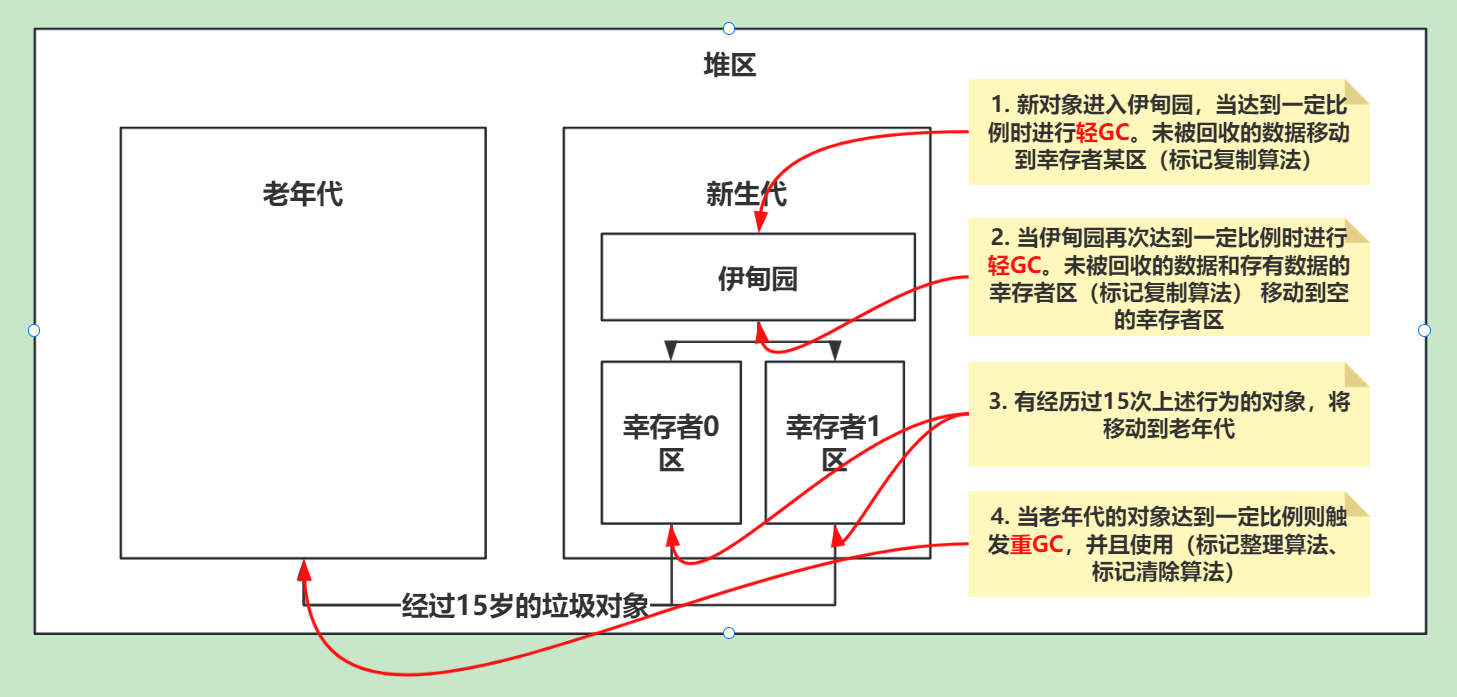 堆区
老年代
新生代
伊甸园
幸存者0
区
幸存者1
区
经过15岁的垃圾对象
1. 新对象进入伊甸园，当达到一定比
例时进行轻GC。未被回收的数据移动
到幸存者某区（标记复制算法）
2. 当伊甸园再次达到一定比例时进行
轻GC。未被回收的数据和存有数据的
幸存者区（标记复制算法） 移动到空
的幸存者区
3. 有经历过15次上述行为的对象，将
移动到老年代
4. 当老年代的对象达到一定比例则触
发重GC，并且使用（标记整理算法、
标记清除算法）